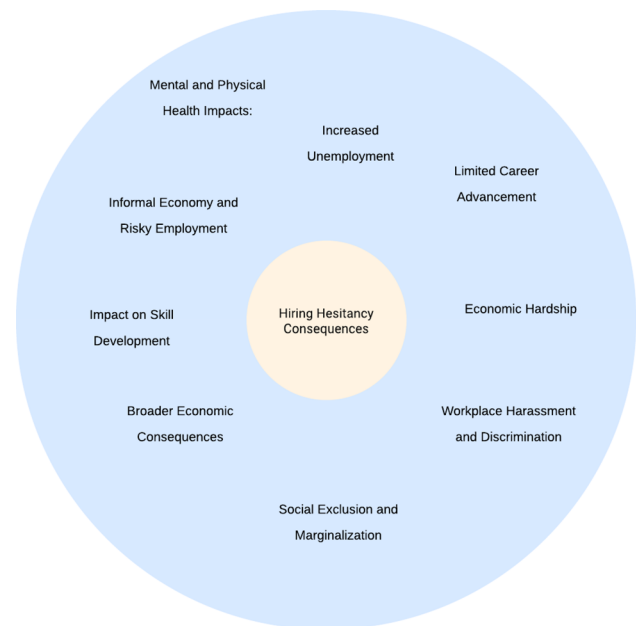 Mental and Physical
Health Impacts:
Increased
Unemployment
Limited Career
Advancement
Informal Economy and
Risky Employment
Impact on Skill
Development
Hiring Hesitancy
Consequences
Economic Hardship
Broader Economic
Consequences
Workplace Harassment
and Discrimination
Social Exclusion and
Marginalization